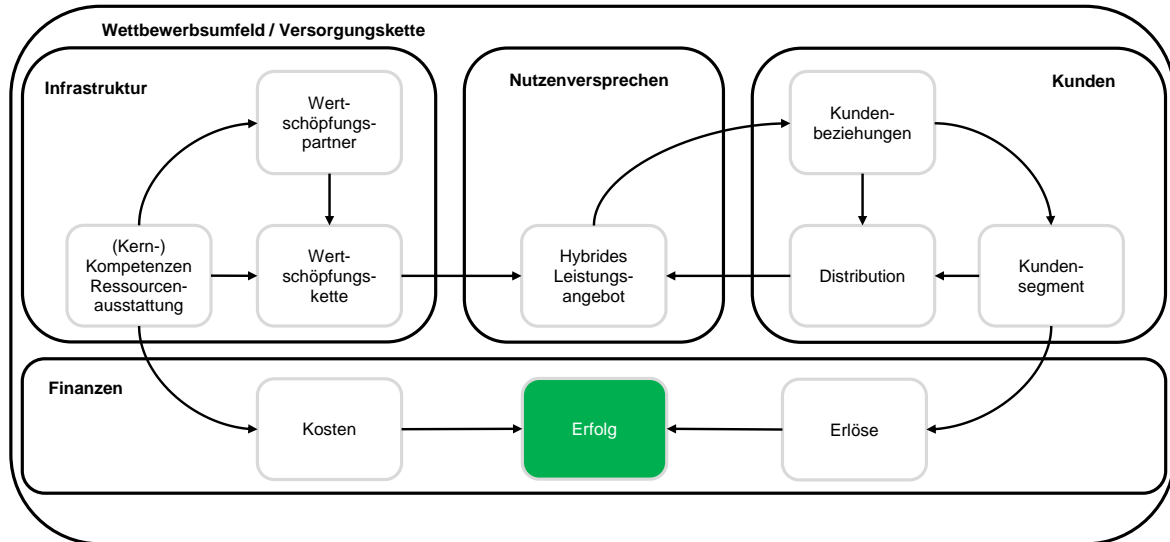 Wettbewerbsumfeld / Versorgungskette
Infrastruktur
Wert-
schöpfungs-
partner
(Kern-)
Kompetenzen
Ressourcen-
ausstattung
Wert-
schöpfungs-
kette
Nutzenversprechen
Hybrides
Leistungs-
angebot
Kunden
Kunden-
beziehungen
Distribution
Kunden-
segment
Finanzen
Kosten
Erfolg
Erlöse